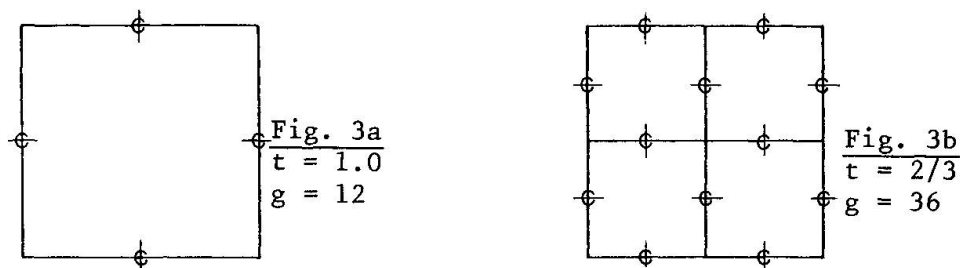 Fig. 3a
t = 1.0
g = 12
Fig. 3b
t = 2/3
g = 36